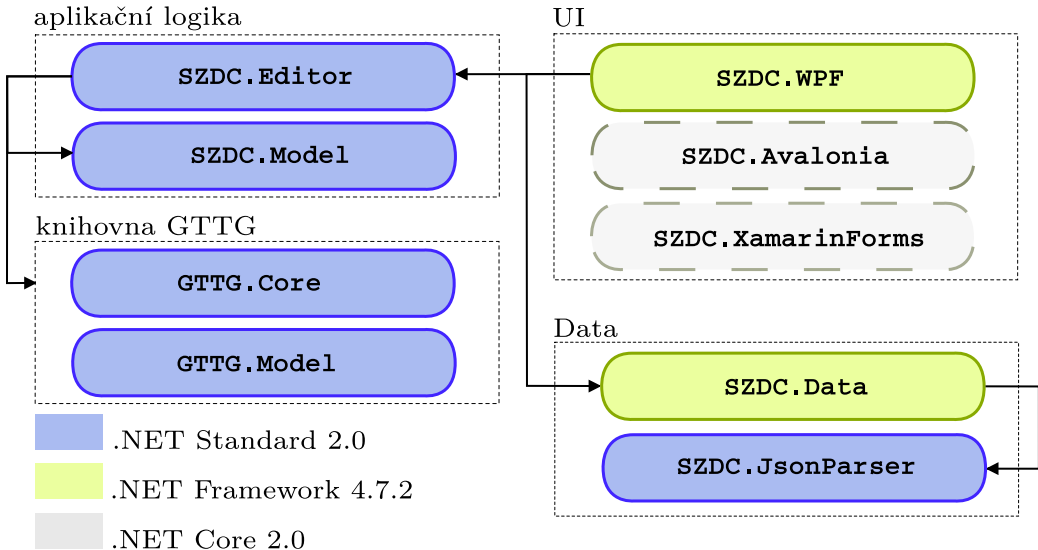 aplikační logika
SZDC.Editor
SZDC.Model
knihovna GTTG
GTTG.Core
GTTG.Model
.NET Standard 2.0
.NET Framework 4.7.2
.NET Core 2.0
UI
SZDC.WPF
SZDC.Avalonia
SZDC.XamarinForms
Data
SZDC.Data
SZDC.JsonParser